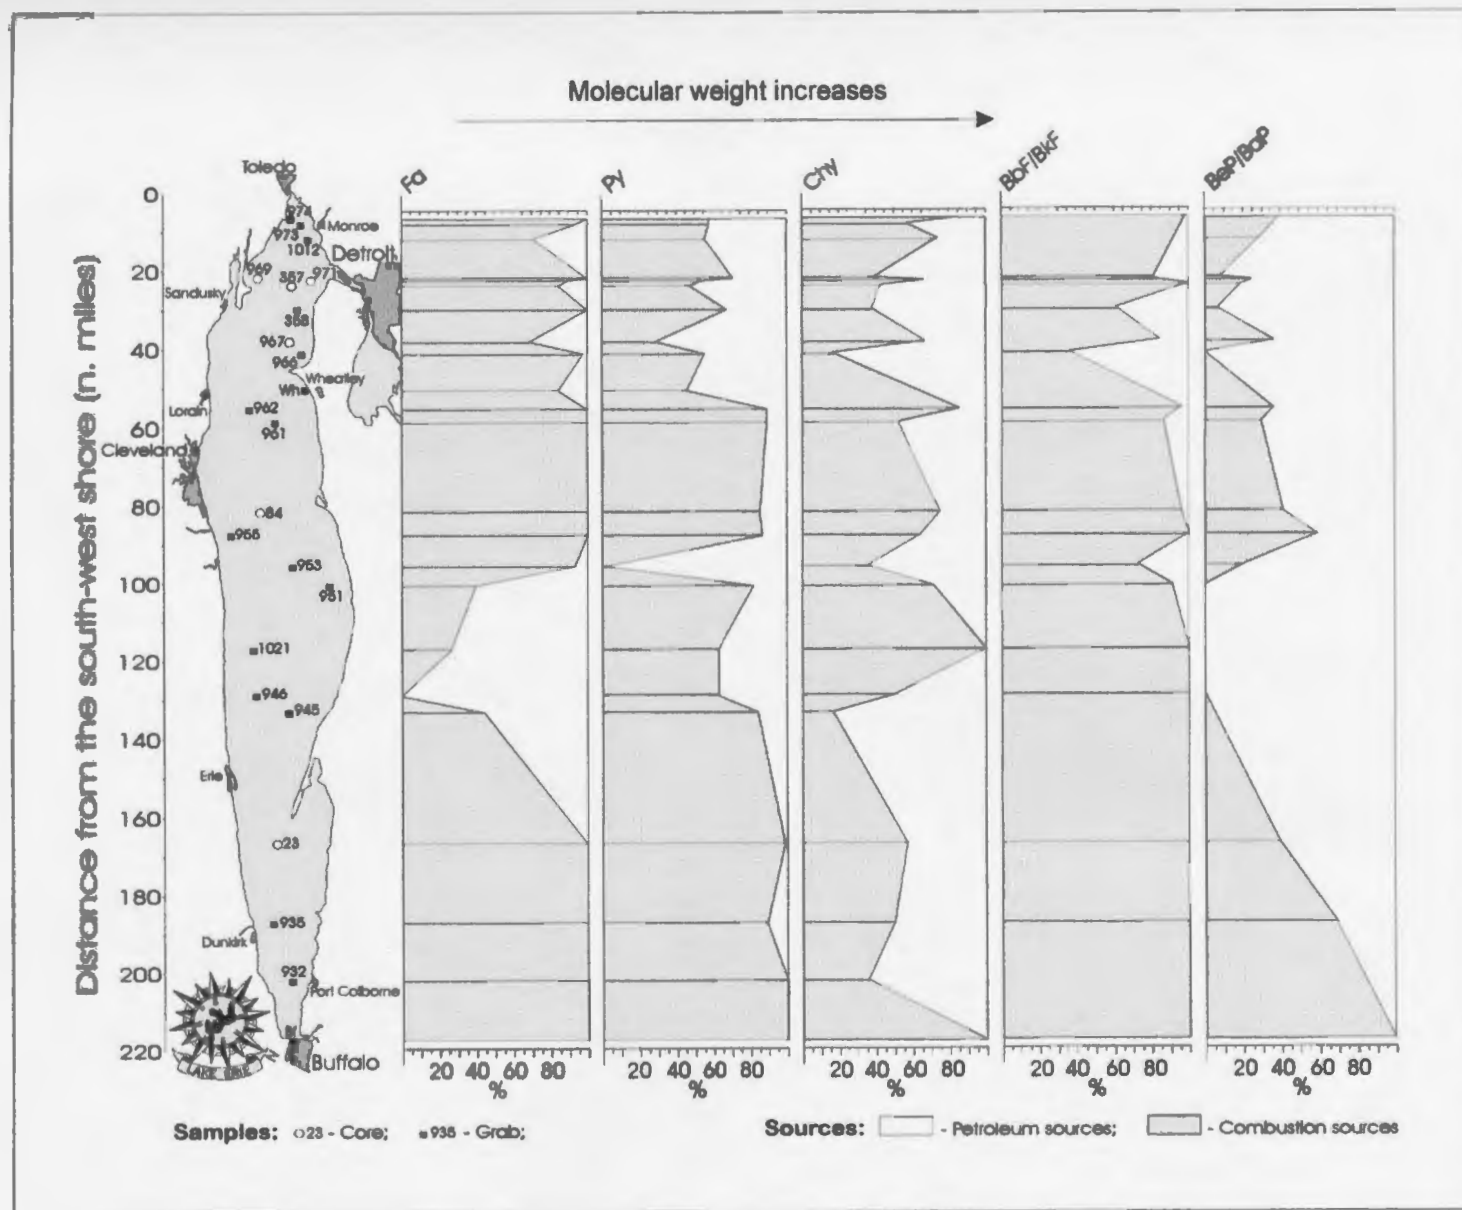 Molecular weight increases
Fa
Py
Chy
BbF/BkF
BeP/BaP
Distance from the south-west shore (n. miles)
0
20
40
60
80
100
120
140
160
180
200
220
Toledo
974
Monroe
973
1012
Detroit
969
357
971
Sandusky
358
967
966
Wheatley
Wh
Lorain
962
961
Cleveland
84
955
953
951
1021
946
945
Erie
23
935
Dunkirk
932
Port Colborne
LAKE ERIE
Buffalo
20 40 60 80
%
20 40 60 80
%
20 40 60 80
%
20 40 60 80
%
20 40 60 80
%
Samples: 23 - Core; 935 - Grab;
Sources: - Petroleum sources; - Combustion sources